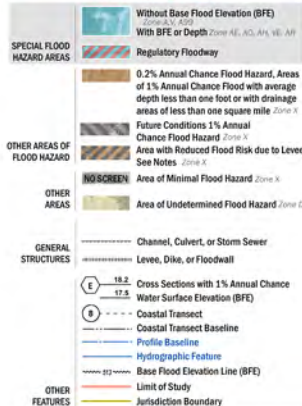 Without Base Flood Elevation (BFE)
Zone A,V, A99
With BFE or Depth Zone AE, AO, AH, VE, AR
SPECIAL FLOOD
HAZARD AREAS
Regulatory Floodway
0.2% Annual Chance Flood Hazard, Areas
of 1% Annual Chance Flood with average
depth less than one foot or with drainage
areas of less than one square mile Zone X
Future Conditions 1% Annual
Chance Flood Hazard Zone X
OTHER AREAS OF
FLOOD HAZARD
Area with Reduced Flood Risk due to Levee
See Notes Zone X
NO SCREEN Area of Minimal Flood Hazard Zone X
OTHER
AREAS
Area of Undetermined Flood Hazard Zone D
GENERAL
STRUCTURES
Channel, Culvert, or Storm Sewer
Levee, Dike, or Floodwall
E 18.2 Cross Sections with 1% Annual Chance
17.5 Water Surface Elevation (BFE)
8 Coastal Transect
Coastal Transect Baseline
Profile Baseline
Hydrographic Feature
513 Base Flood Elevation Line (BFE)
OTHER
FEATURES
Limit of Study
Jurisdiction Boundary